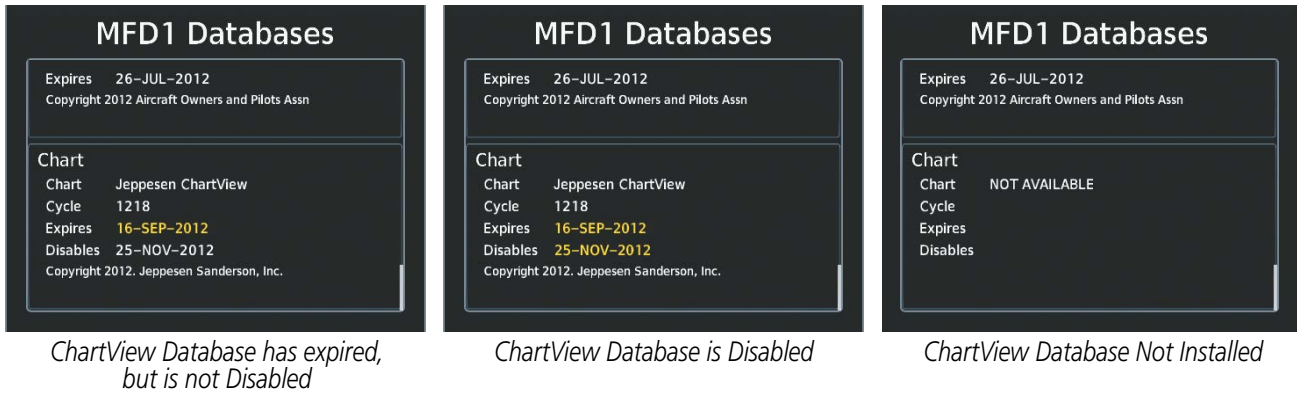 MFD1 Databases
Expires 26–JUL–2012
Copyright 2012 Aircraft Owners and Pilots Assn
Chart
Chart Jeppesen ChartView
Cycle 1218
Expires 16–SEP–2012
Disables 25–NOV–2012
Copyright 2012. Jeppesen Sanderson, Inc.
ChartView Database has expired,
but is not Disabled
MFD1 Databases
Expires 26–JUL–2012
Copyright 2012 Aircraft Owners and Pilots Assn
Chart
Chart Jeppesen ChartView
Cycle 1218
Expires 16–SEP–2012
Disables 25–NOV–2012
Copyright 2012. Jeppesen Sanderson, Inc.
ChartView Database is Disabled
MFD1 Databases
Expires 26–JUL–2012
Copyright 2012 Aircraft Owners and Pilots Assn
Chart
Chart NOT AVAILABLE
Cycle
Expires
Disables
ChartView Database Not Installed